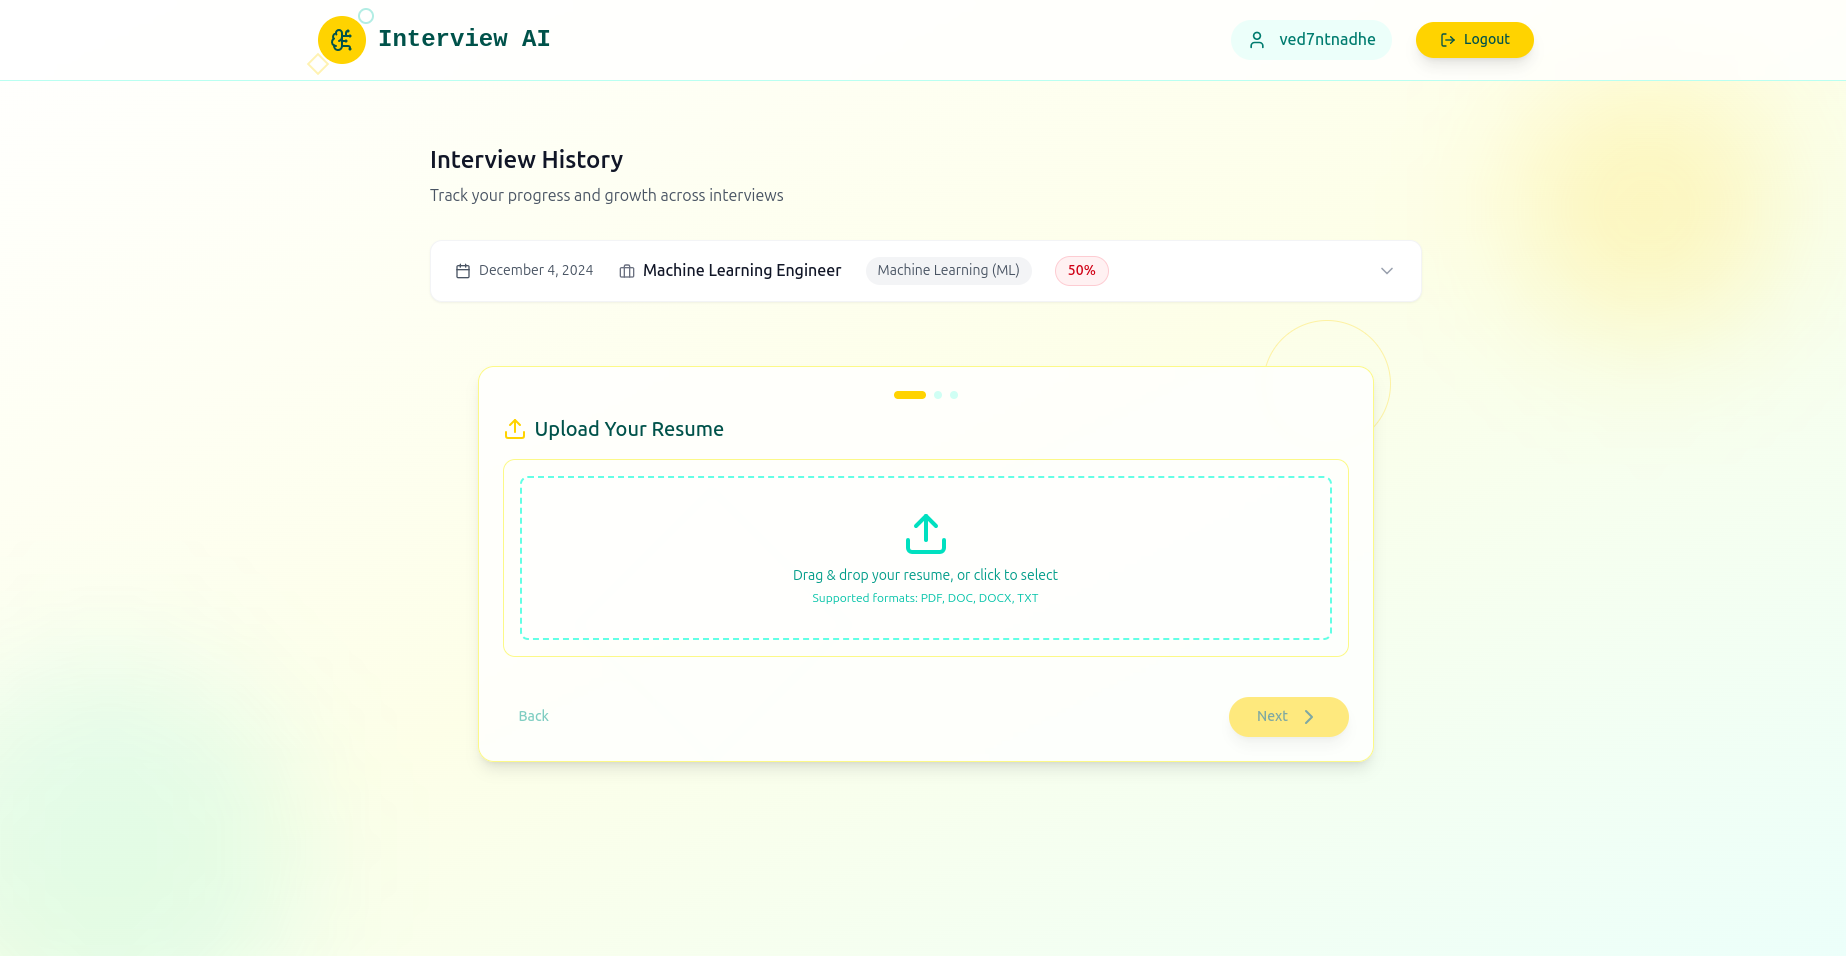 Interview AI
ved7ntnadhe
Logout
Interview History
Track your progress and growth across interviews
December 4, 2024 Machine Learning Engineer Machine Learning (ML) 50%
Upload Your Resume
Drag & drop your resume, or click to select
Supported formats: PDF, DOC, DOCX, TXT
Back
Next